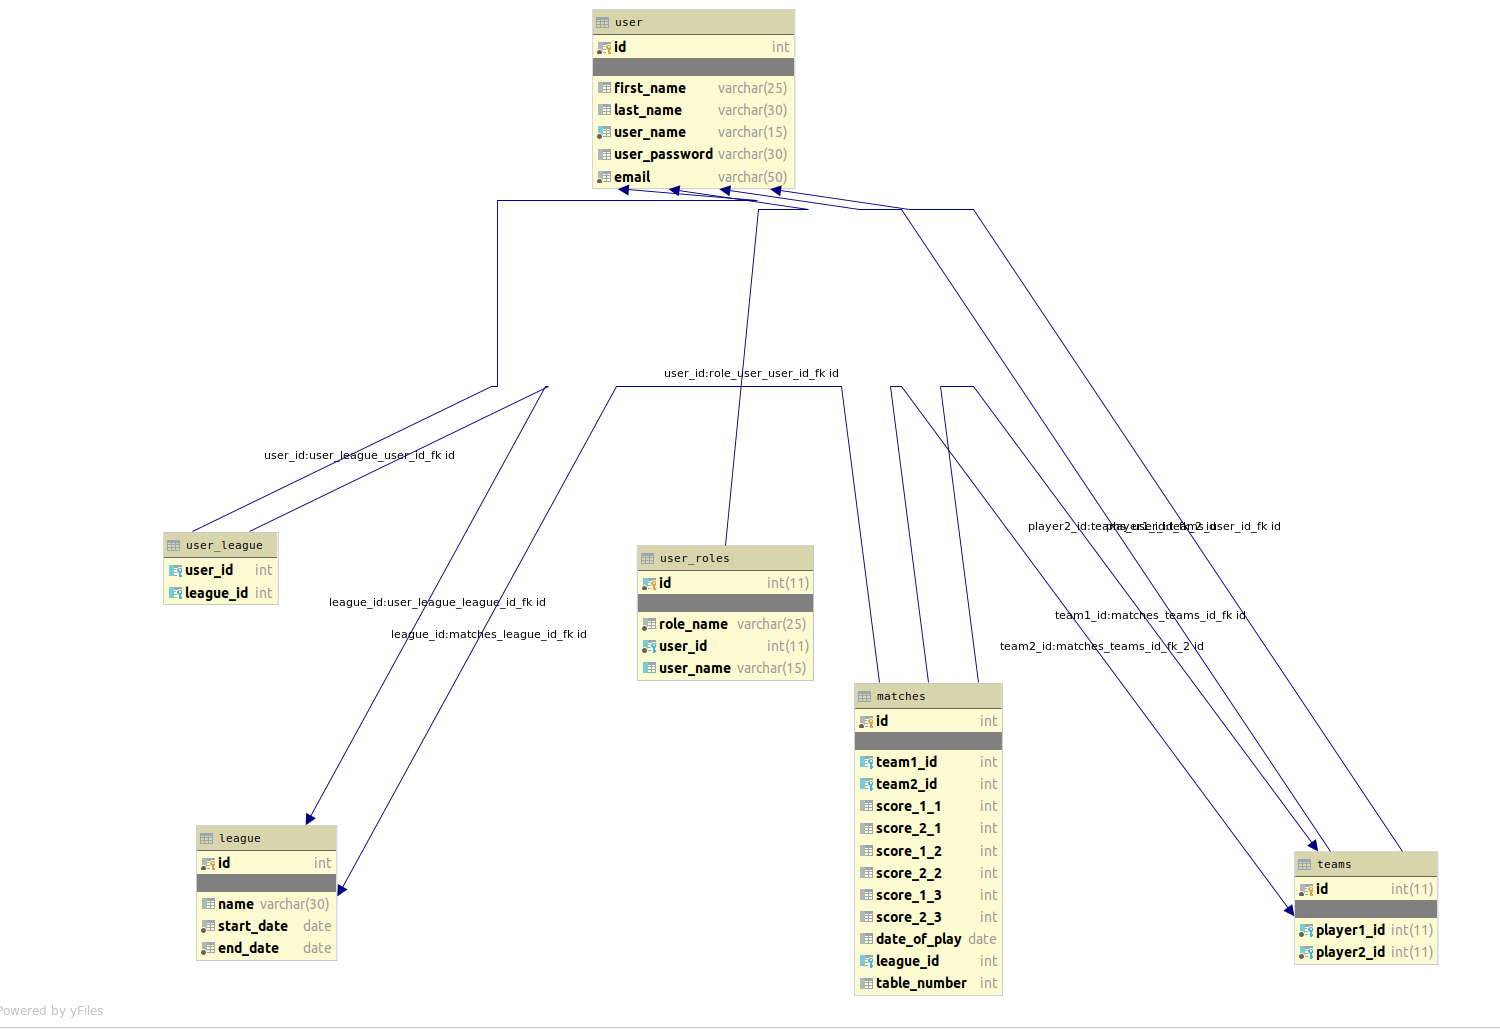 user
id int
first_name varchar(25)
last_name varchar(30)
user_name varchar(15)
user_password varchar(30)
email varchar(50)
user_id:role_user_user_id_fk id
user_id:user_league_user_id_fk id
player2_id:teams_user_id_fk_2 id
player1_id:teams_user_id_fk id
user_league
user_id int
league_id int
user_roles
id int(11)
role_name varchar(25)
user_id int(11)
user_name varchar(15)
league_id:user_league_league_id_fk id
team1_id:matches_teams_id_fk id
league_id:matches_league_id_fk id
team2_id:matches_teams_id_fk_2 id
matches
id int
team1_id int
team2_id int
score_1_1 int
score_2_1 int
score_1_2 int
score_2_2 int
score_1_3 int
score_2_3 int
date_of_play date
league_id int
table_number int
league
id int
name varchar(30)
start_date date
end_date date
teams
id int(11)
player1_id int(11)
player2_id int(11)
Powered by yFiles